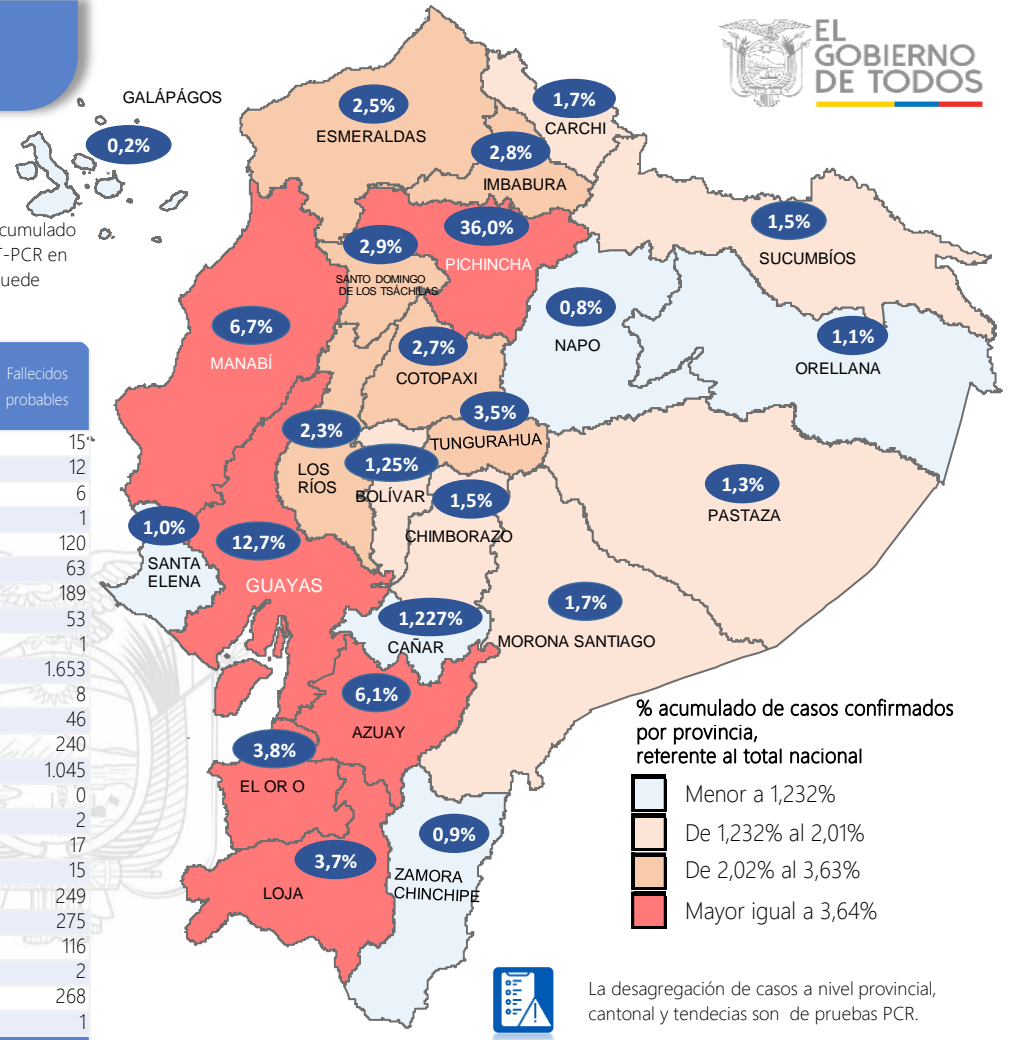 EL
GOBIERNO
DE TODOS
GALÁPÁGOS
0,2%
2,5%
ESMERALDAS
1,7%
CARCHI
2,8%
IMBABURA
cumulado
T-PCR en
uede
36,0%
PICHINCHA
1,5%
SUCUMBÍOS
2,9%
SANTO DOMINGO
DE LOS TSÁCHILAS
6,7%
MANABÍ
0,8%
NAPO
1,1%
ORELLANA
2,7%
COTOPAXI
3,5%
TUNGURAHUA
2,3%
LOS
RÍOS
1,25%
BOLÍVAR
1,5%
CHIMBORAZO
1,3%
PASTAZA
1,0%
SANTA
ELENA
12,7%
GUAYAS
1,227%
CAÑAR
1,7%
MORONA SANTIAGO
6,1%
AZUAY
3,8%
EL OR O
3,7%
LOJA
0,9%
ZAMORA
CHINCHIPE
Fallecidos
probables
15
12
6
1
120
63
189
53
1
1.653
8
46
240
1.045
0
2
17
15
249
275
116
2
268
1
% acumulado de casos confirmados
por provincia,
referente al total nacional
Menor a 1,232%
De 1,232% al 2,01%
De 2,02% al 3,63%
Mayor igual a 3,64%
La desagregación de casos a nivel provincial,
cantonal y tendecias son de pruebas PCR.